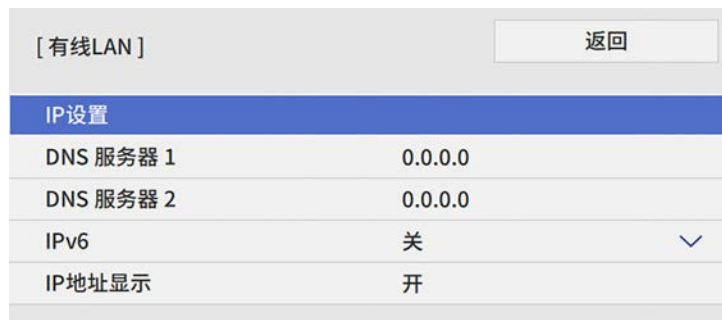 [ 有线LAN ]
返回
IP设置
DNS 服务器 1 0.0.0.0
DNS 服务器 2 0.0.0.0
IPv6 关
IP地址显示 开